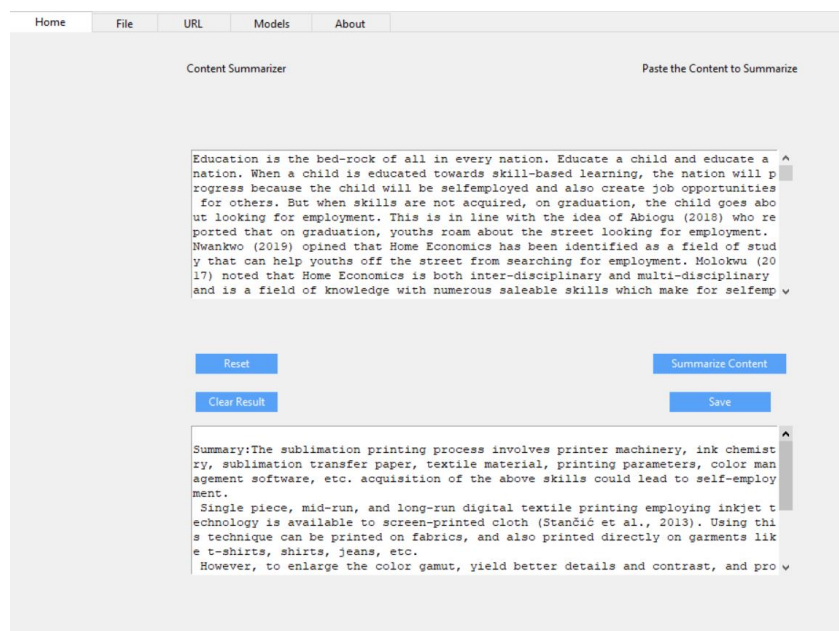 Home File URL Models About
Content Summarizer Paste the Content to Summarize
Education is the bed-rock of all in every nation. Educate a child and educate a
nation. When a child is educated towards skill-based learning, the nation will p
rogress because the child will be selfemployed and also create job opportunities
for others. But when skills are not acquired, on graduation, the child goes abo
ut looking for employment. This is in line with the idea of Abiogu (2018) who re
ported that on graduation, youths roam about the street looking for employment.
Nwankwo (2019) opined that Home Economics has been identified as a field of stud
y that can help youths off the street from searching for employment. Molokwu (20
17) noted that Home Economics is both inter-disciplinary and multi-disciplinary
and is a field of knowledge with numerous saleable skills which make for selfemp
Reset Summarize Content
Clear Result Save
Summary:The sublimation printing process involves printer machinery, ink chemist
ry, sublimation transfer paper, textile material, printing parameters, color man
agement software, etc. acquisition of the above skills could lead to self-employ
ment.
Single piece, mid-run, and long-run digital textile printing employing inkjet t
echnology is available to screen-printed cloth (Stančić et al., 2013). Using thi
s technique can be printed on fabrics, and also printed directly on garments lik
e t-shirts, shirts, jeans, etc.
However, to enlarge the color gamut, yield better details and contrast, and pro